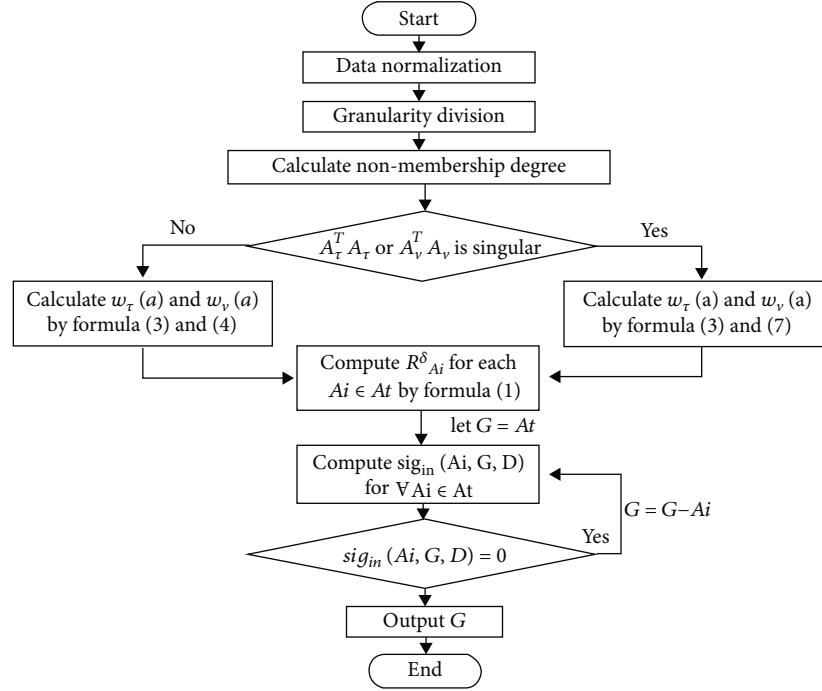 Start
Data normalization
Granularity division
Calculate non-membership degree
No
A_τ^T A_τ or A_ν^T A_ν is singular
Yes
Calculate w_τ (a) and w_ν (a)
by formula (3) and (4)
Calculate w_τ (a) and w_ν (a)
by formula (3) and (7)
Compute R^δ_Ai for each
Ai ∈ At by formula (1)
let G = At
Compute sig_in (Ai, G, D)
for ∀Ai ∈ At
G = G–Ai
Yes
sig_in (Ai, G, D) = 0
Output G
End